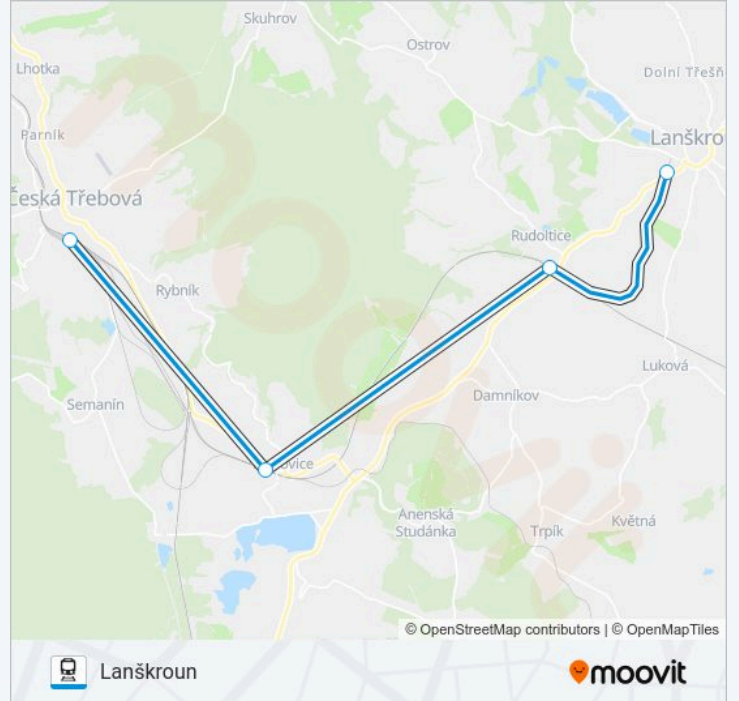 Skuhrov
Ostrov
Lhotka
Dolní Třešň
Parník
Lanškro
Česká Třebová
Rudoltice
Rybník
Luková
Damníkov
Semanín
ovice
Anenská
Studánka
Květná
Trpík
© OpenStreetMap contributors | © OpenMapTiles
Lanškroun
moovit